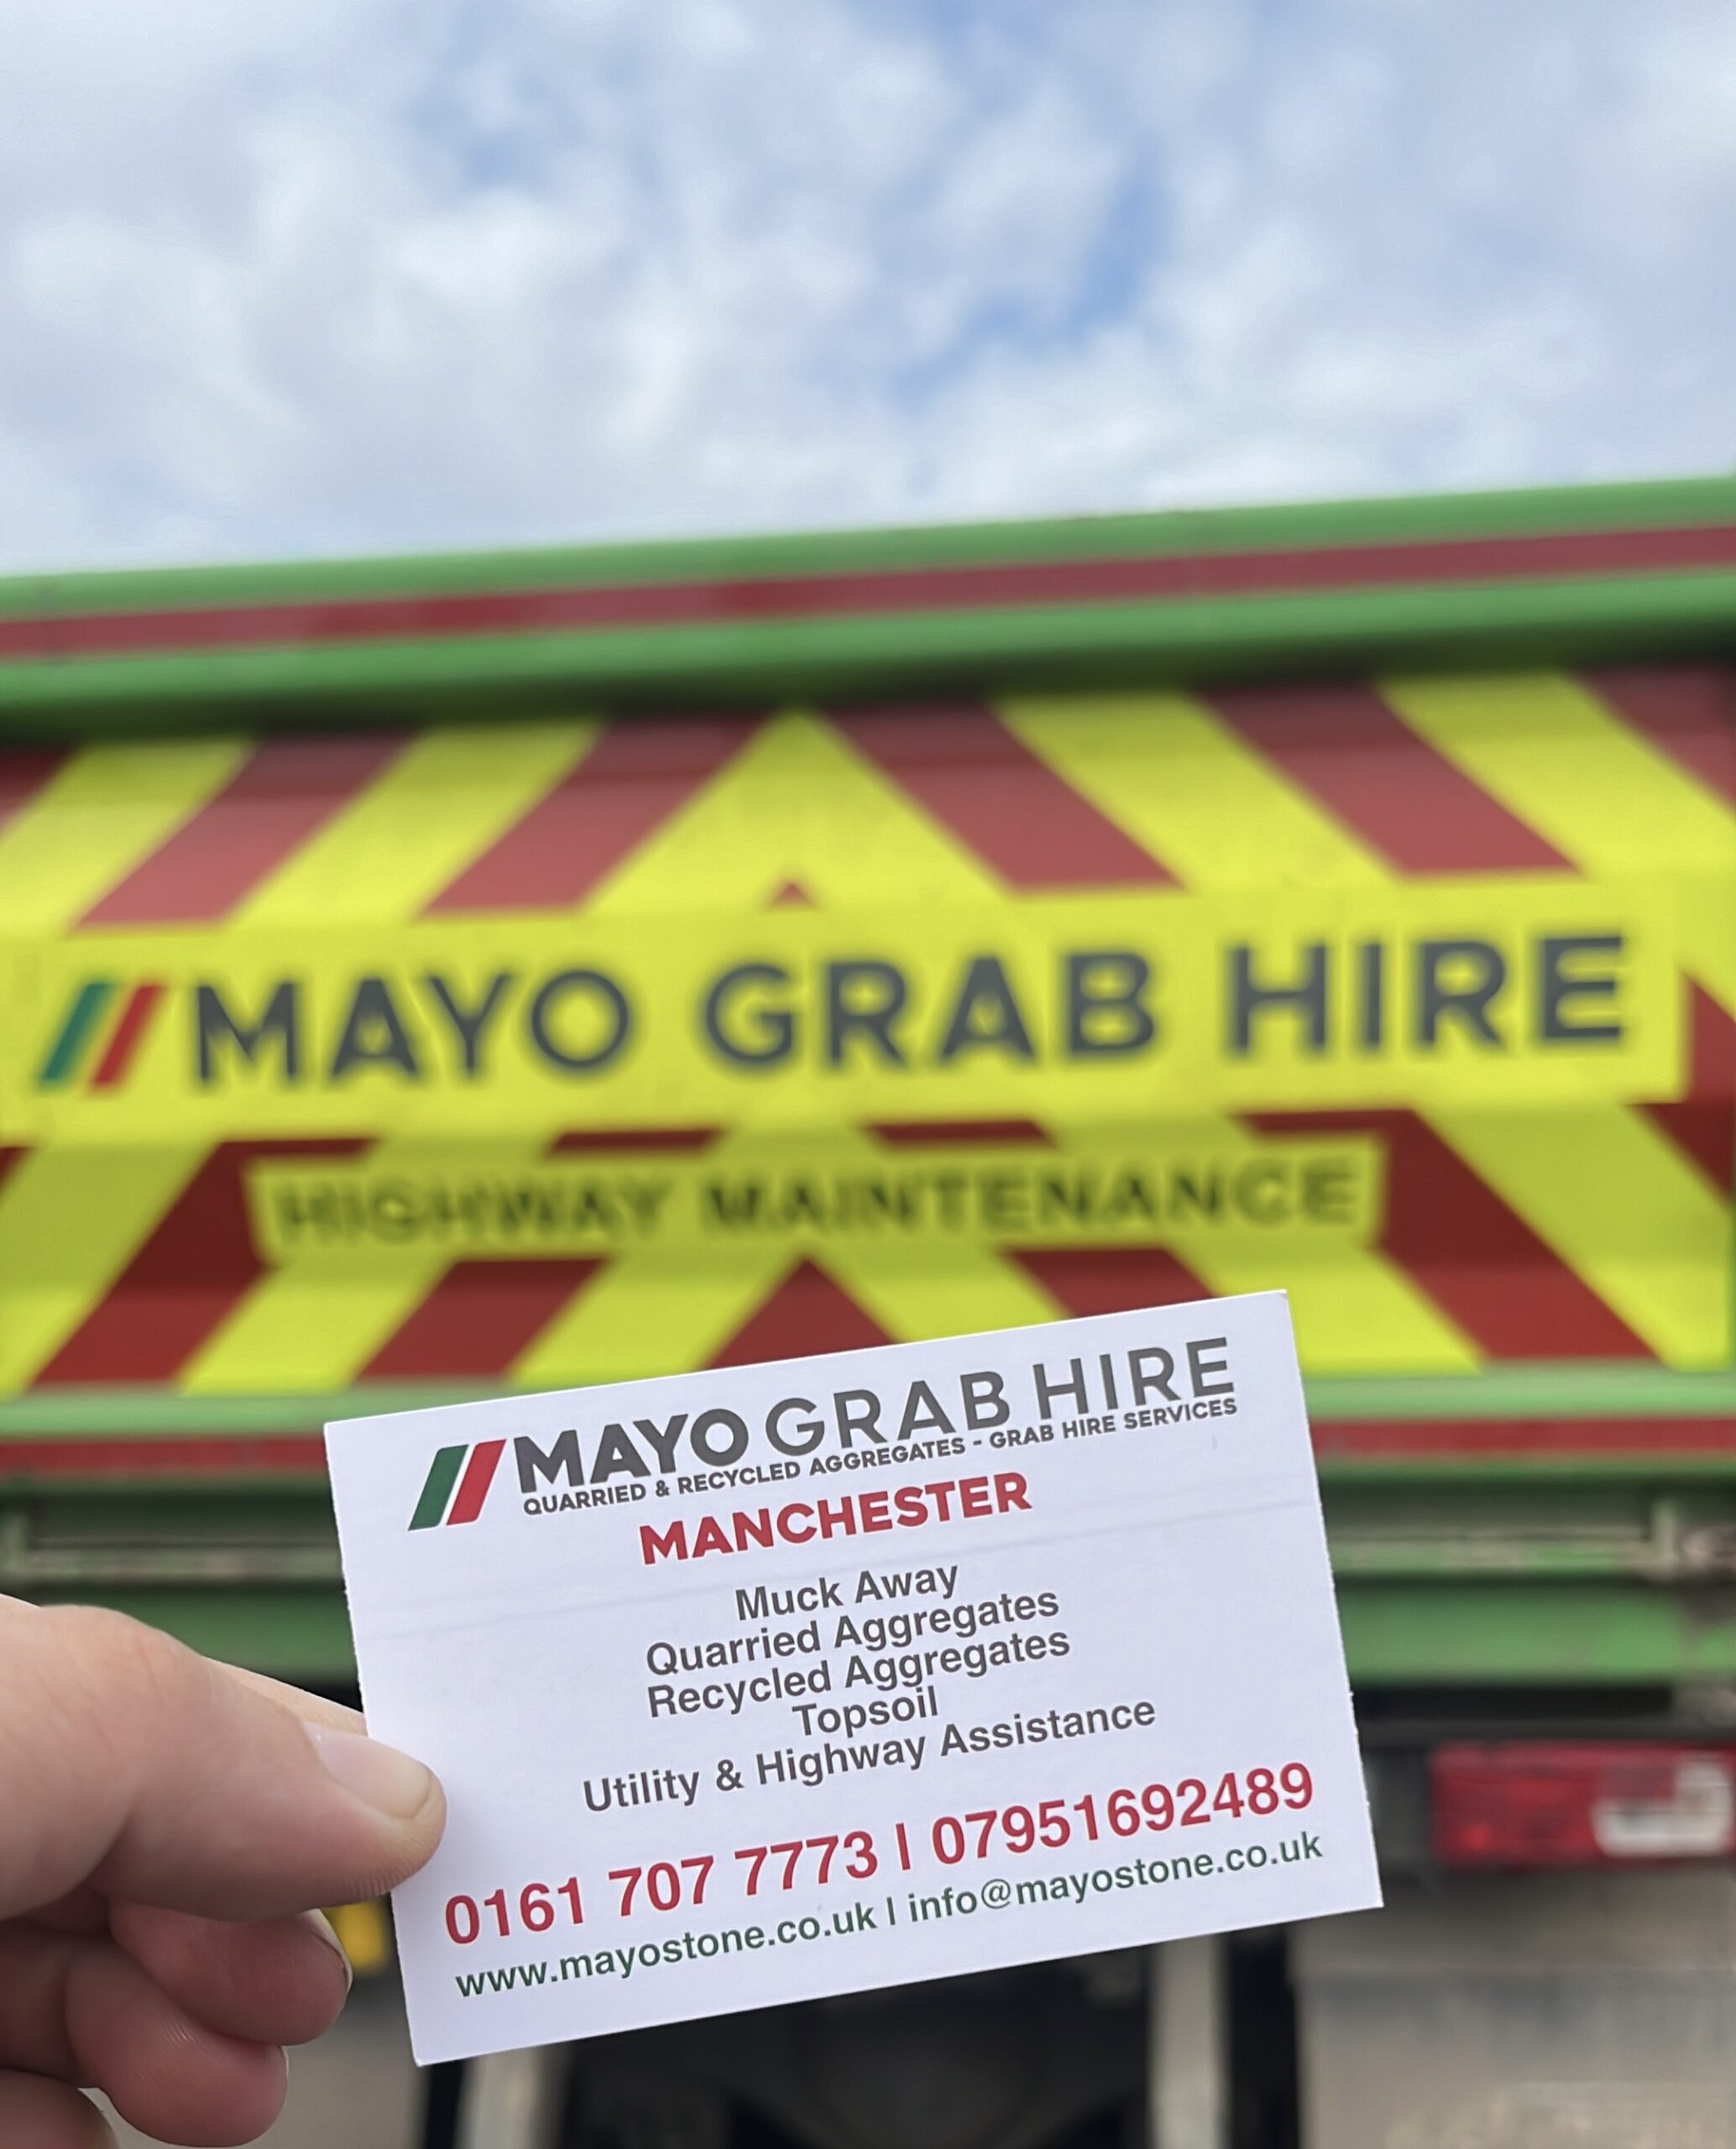 MAYO GRAB HIRE
HIGHWAY MAINTENANCE
MAYO GRAB HIRE
QUARRIED & RECYCLED AGGREGATES - GRAB HIRE SERVICES
MANCHESTER
Muck Away
Quarried Aggregates
Recycled Aggregates
Topsoil
Utility & Highway Assistance
0161 707 7773 | 07951692489
www.mayostone.co.uk | info@mayostone.co.uk